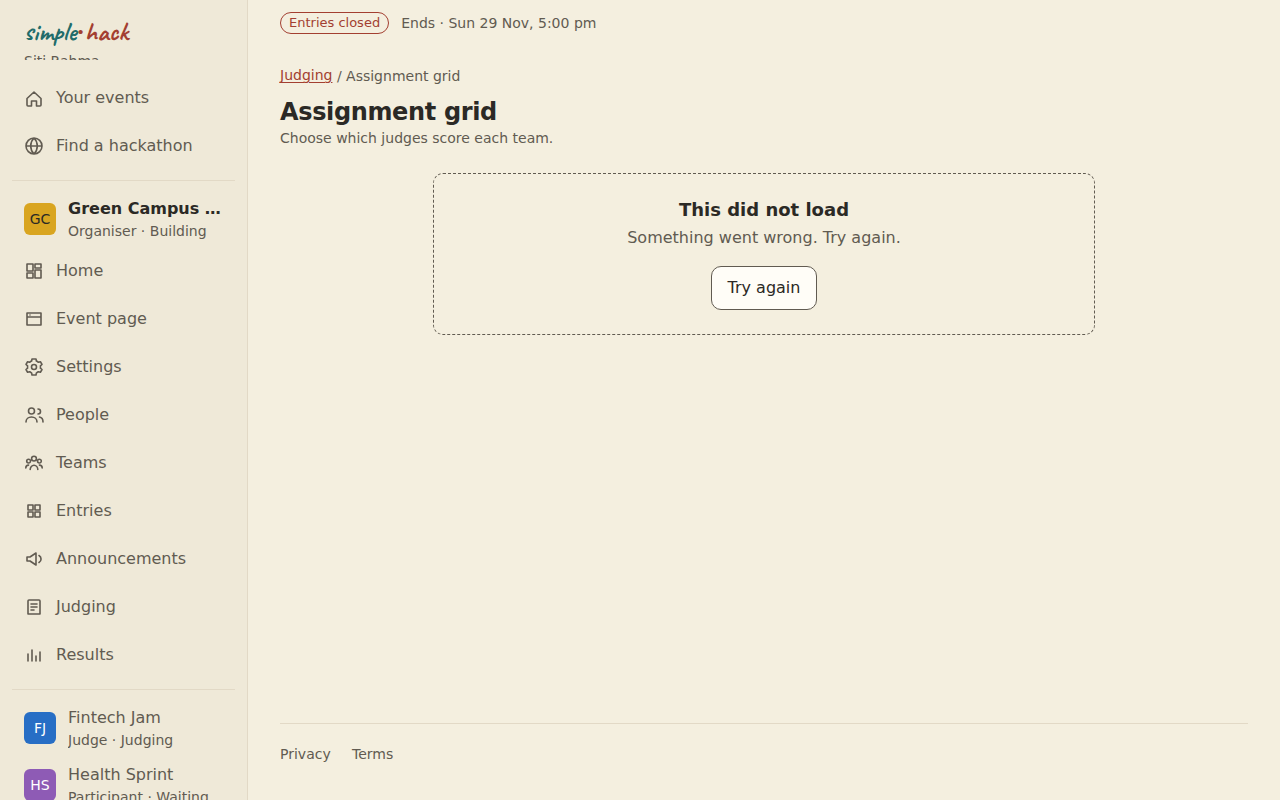 simple·hack
Siti Rahma
Your events
Find a hackathon
GC
Green Campus ...
Organiser · Building
Home
Event page
Settings
People
Teams
Entries
Announcements
Judging
Results
FJ
Fintech Jam
Judge · Judging
HS
Health Sprint
Participant · Waiting
Entries closed
Ends · Sun 29 Nov, 5:00 pm
Judging / Assignment grid
Assignment grid
Choose which judges score each team.
This did not load
Something went wrong. Try again.
Try again
Privacy
Terms